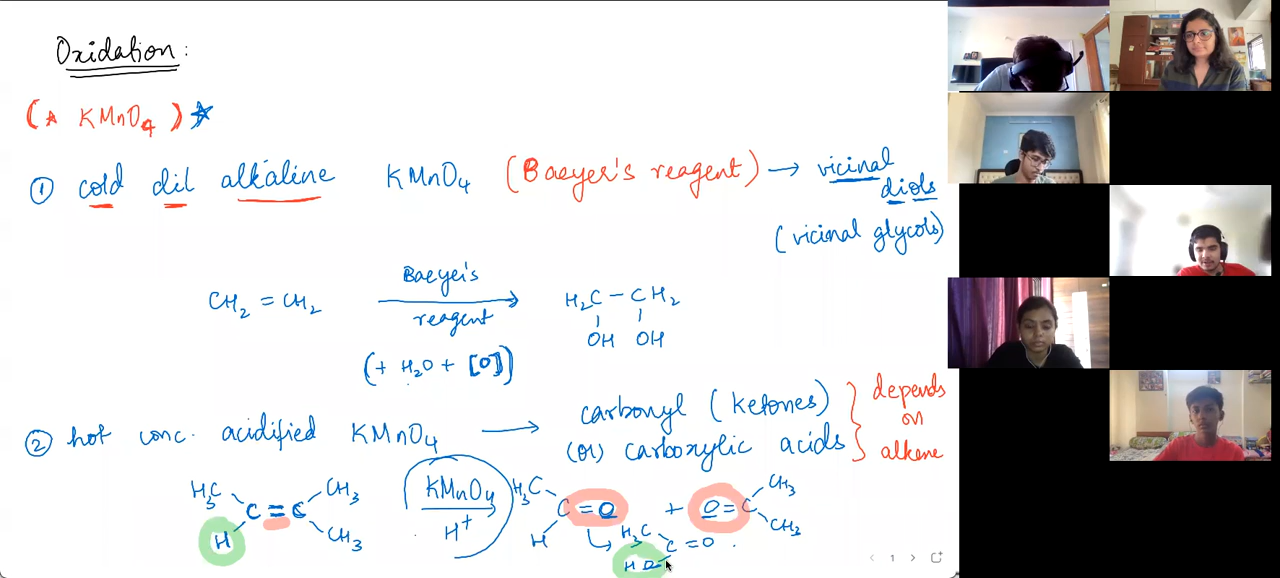 Oxidation:
(★ KMnO4) ★
① cold dil alkaline KMnO4 (Baeyer's reagent) → vicinal
diols
(vicinal glycols)
Baeyer's
CH2 = CH2 → H2C - CH2
reagent
OH OH
(+ H2O + [O])
② hot conc. acidified KMnO4 → carbonyl (ketones) } depends
(or) carboxylic acids on
alkene
H3C CH3 KMnO4 H3C CH3
C = C C = O + O = C
H CH3 H+ H CH3
H3C
C = O
HO
1